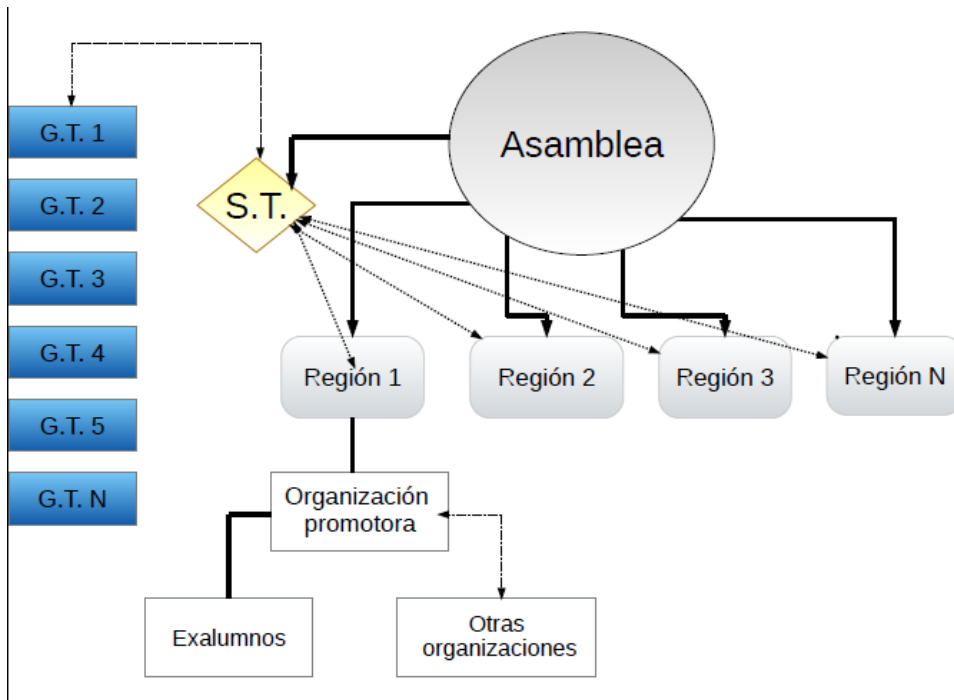 Asamblea
G.T. 1
G.T. 2
S.T.
G.T. 3
G.T. 4
Región 1
Región 2
Región 3
Región N
G.T. 5
G.T. N
Organización
promotora
Exalumnos
Otras
organizaciones